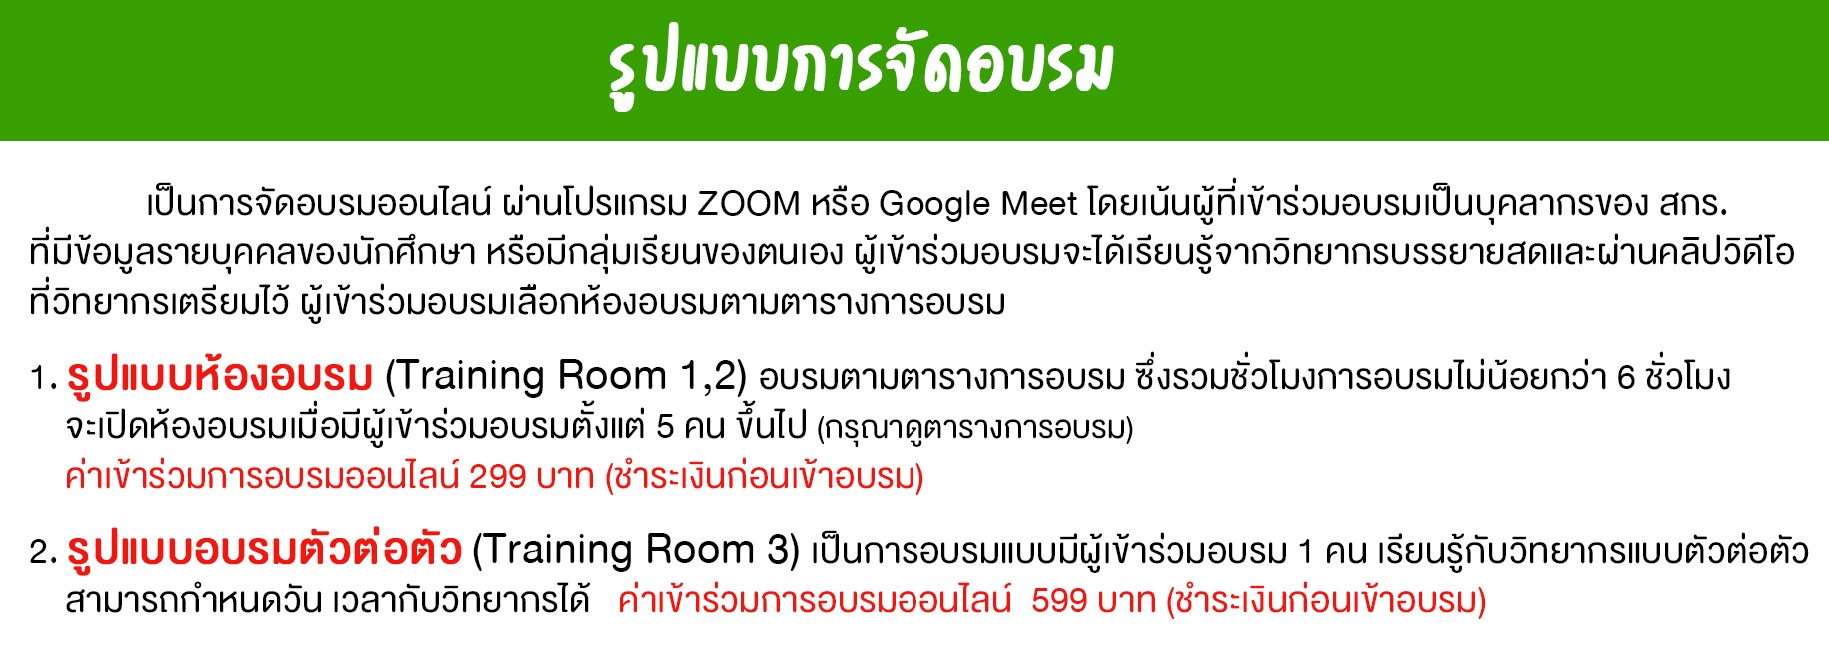 รูปแบบการจัดอบรม
เป็นการจัดอบรมออนไลน์ ผ่านโปรแกรม ZOOM หรือ Google Meet โดยเน้นผู้ที่เข้าร่วมอบรมเป็นบุคลากรของ สกร.
ที่มีข้อมูลรายบุคคลของนักศึกษา หรือมีกลุ่มเรียนของตนเอง ผู้เข้าร่วมอบรมจะได้เรียนรู้จากวิทยากรบรรยายสดและผ่านคลิปวิดีโอ
ที่วิทยากรเตรียมไว้ ผู้เข้าร่วมอบรมเลือกห้องอบรมตามตารางการอบรม
1. รูปแบบห้องอบรม (Training Room 1,2) อบรมตามตารางการอบรม ซึ่งรวมชั่วโมงการอบรมไม่น้อยกว่า 6 ชั่วโมง
จะเปิดห้องอบรมเมื่อมีผู้เข้าร่วมอบรมตั้งแต่ 5 คน ขึ้นไป (กรุณาดูตารางการอบรม)
ค่าเข้าร่วมการอบรมออนไลน์ 299 บาท (ชำระเงินก่อนเข้าอบรม)
2. รูปแบบอบรมตัวต่อตัว (Training Room 3) เป็นการอบรมแบบมีผู้เข้าร่วมอบรม 1 คน เรียนรู้กับวิทยากรแบบตัวต่อตัว
สามารถกำหนดวัน เวลากับวิทยากรได้ ค่าเข้าร่วมการอบรมออนไลน์ 599 บาท (ชำระเงินก่อนเข้าอบรม)